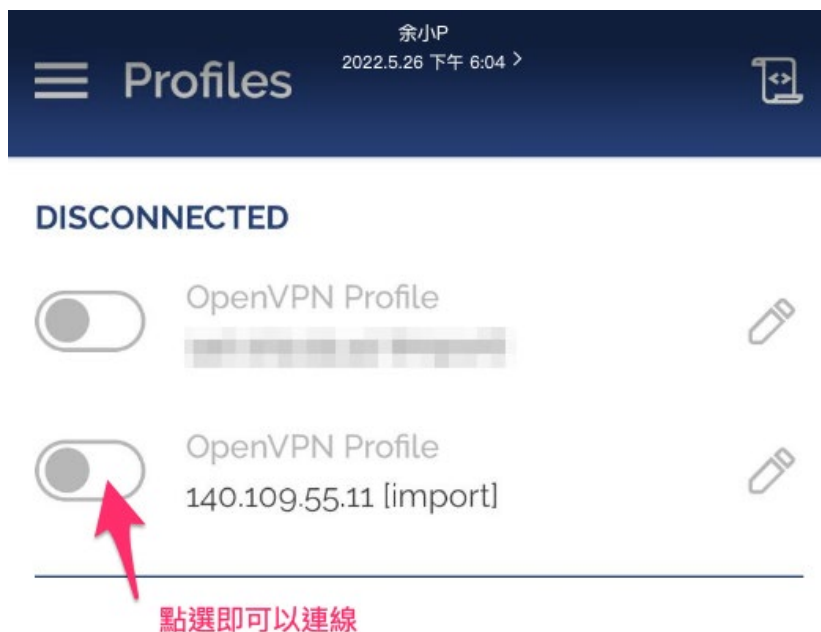 余小P
2022.5.26 下午 6:04 >
Profiles
DISCONNECTED
OpenVPN Profile
OpenVPN Profile
140.109.55.11 [import]
點選即可以連線